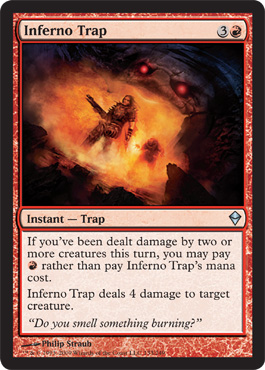 Inferno Trap 3
Instant — Trap
If you've been dealt damage by two or
more creatures this turn, you may pay
rather than pay Inferno Trap's mana
cost.
Inferno Trap deals 4 damage to target
creature.
"Do you smell something burning?"
Philip Straub